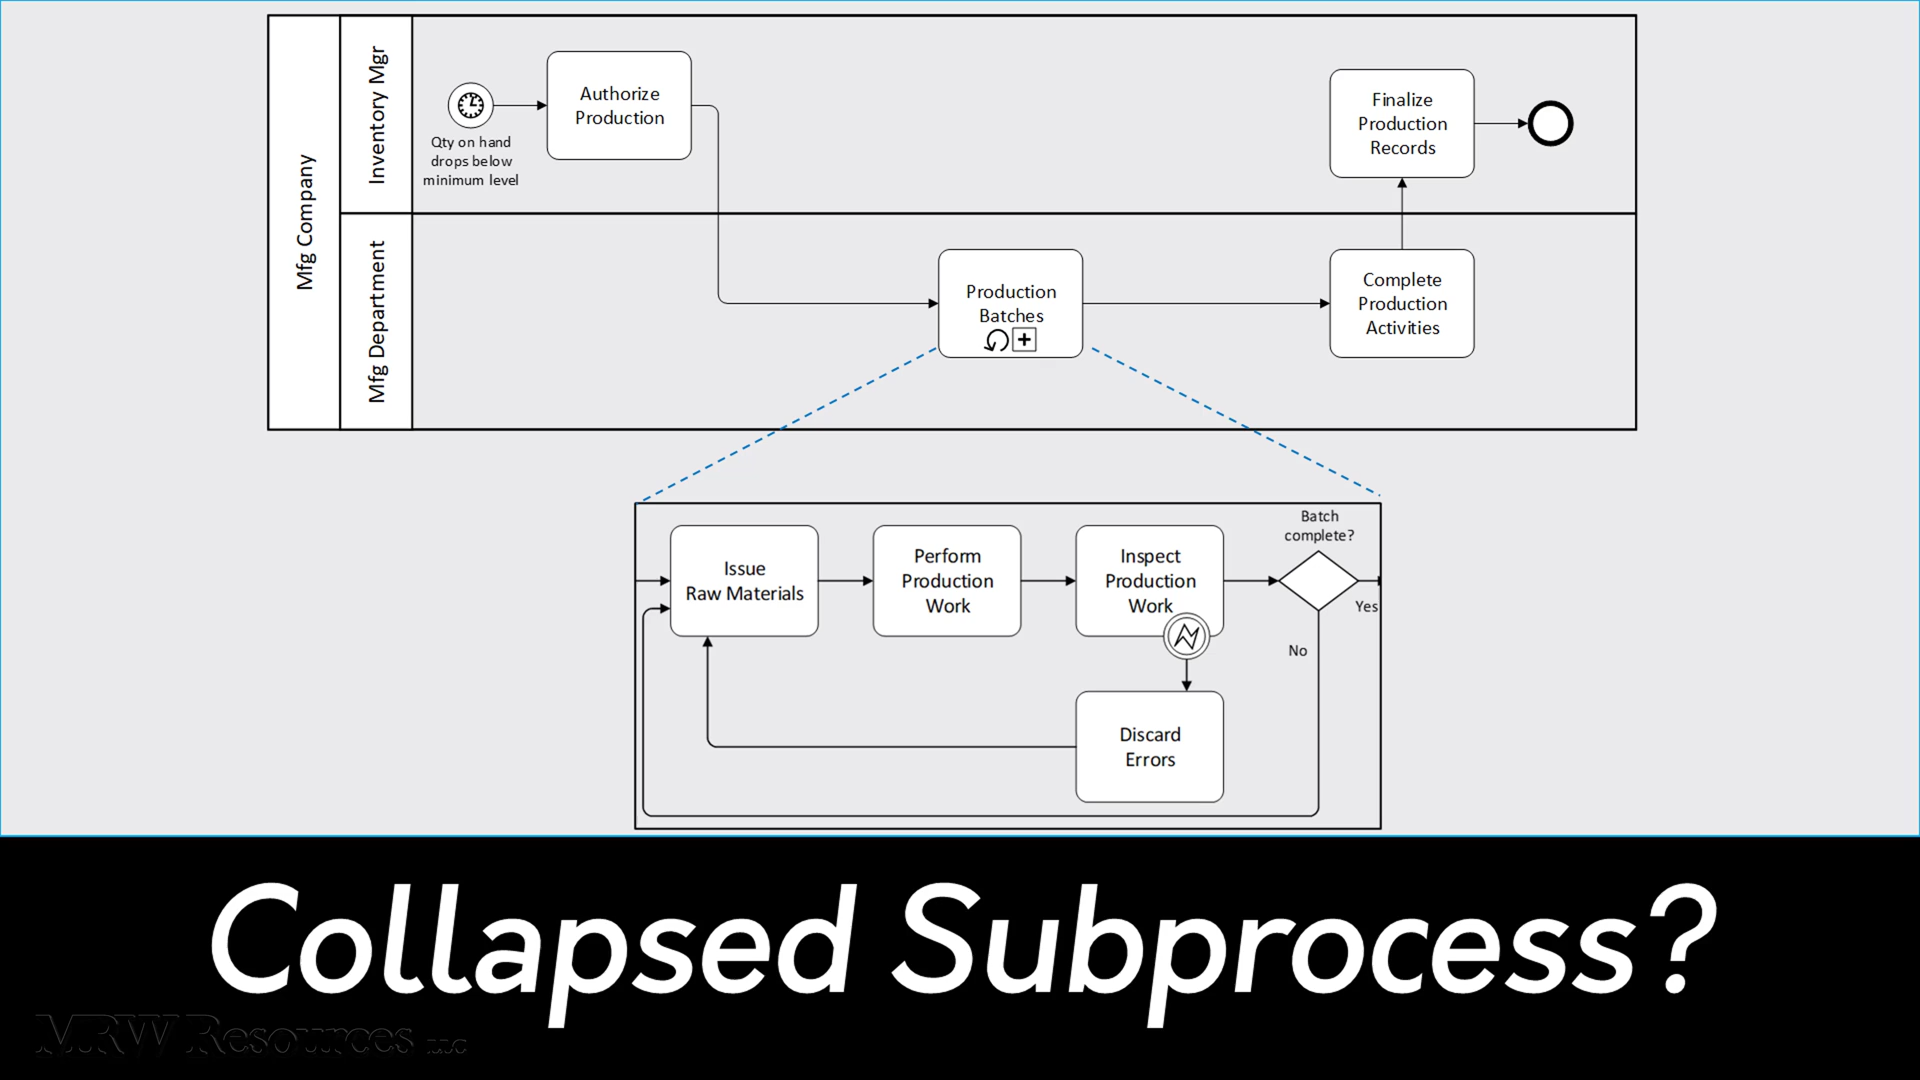 Mfg Company
Inventory Mgr
Qty on hand
drops below
minimum level
Authorize
Production
Finalize
Production
Records
Mfg Department
Production
Batches
Complete
Production
Activities
Issue
Raw Materials
Perform
Production
Work
Inspect
Production
Work
Batch
complete?
Yes
No
Discard
Errors
Collapsed Subprocess?
MRW Resources LLC